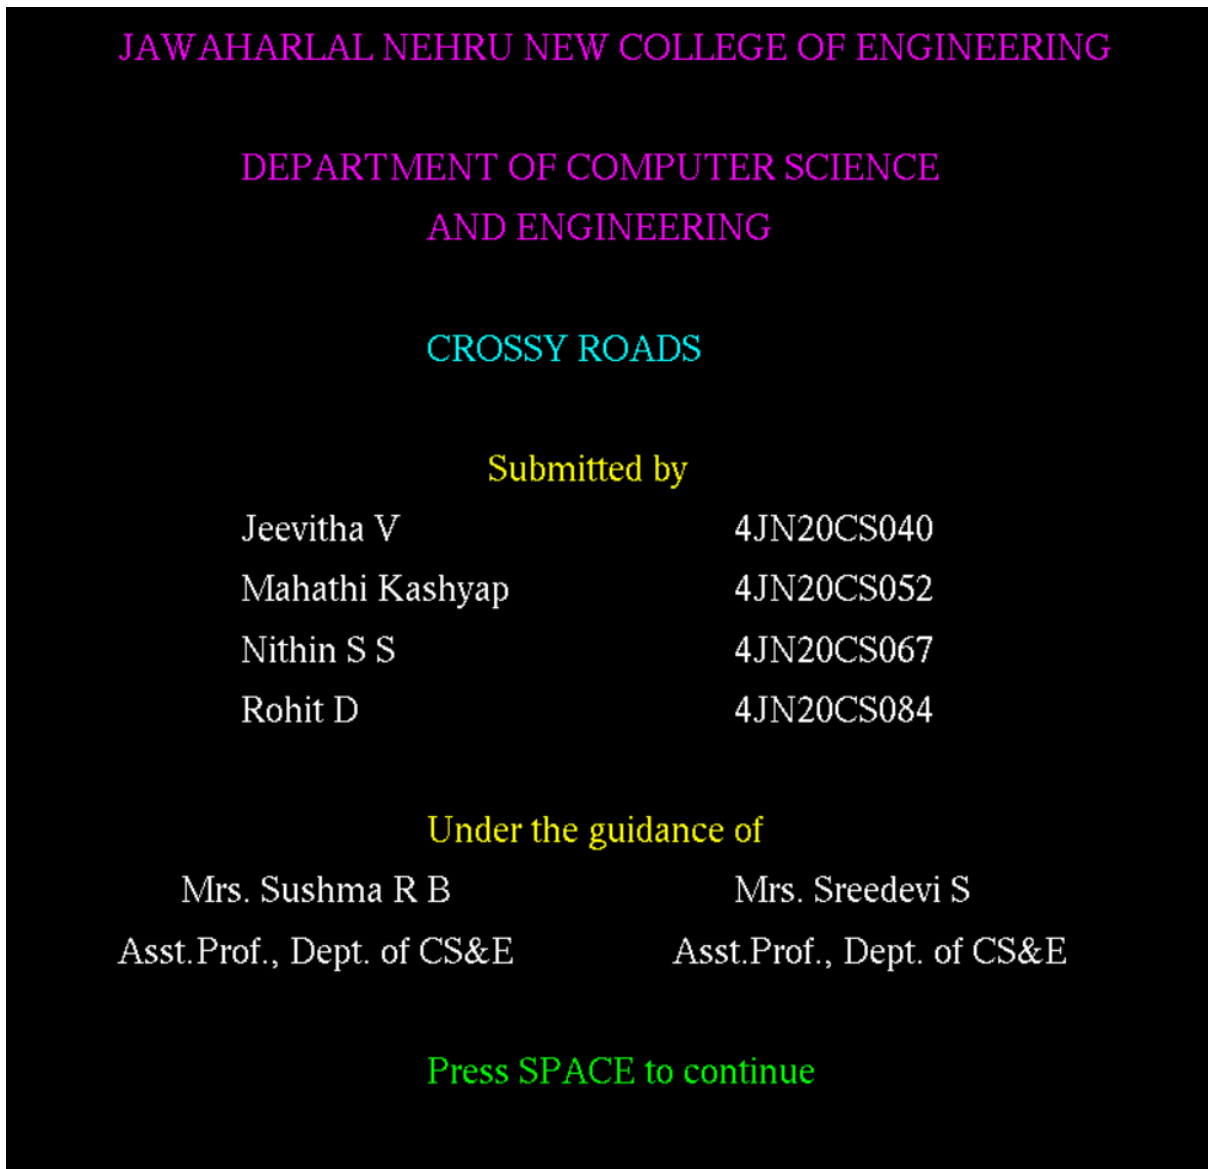 JAWAHARLAL NEHRU NEW COLLEGE OF ENGINEERING
DEPARTMENT OF COMPUTER SCIENCE
AND ENGINEERING
CROSSY ROADS
Submitted by
Jeevitha V 4JN20CS040
Mahathi Kashyap 4JN20CS052
Nithin S S 4JN20CS067
Rohit D 4JN20CS084
Under the guidance of
Mrs. Sushma R B Mrs. Sreedevi S
Asst.Prof., Dept. of CS&E Asst.Prof., Dept. of CS&E
Press SPACE to continue